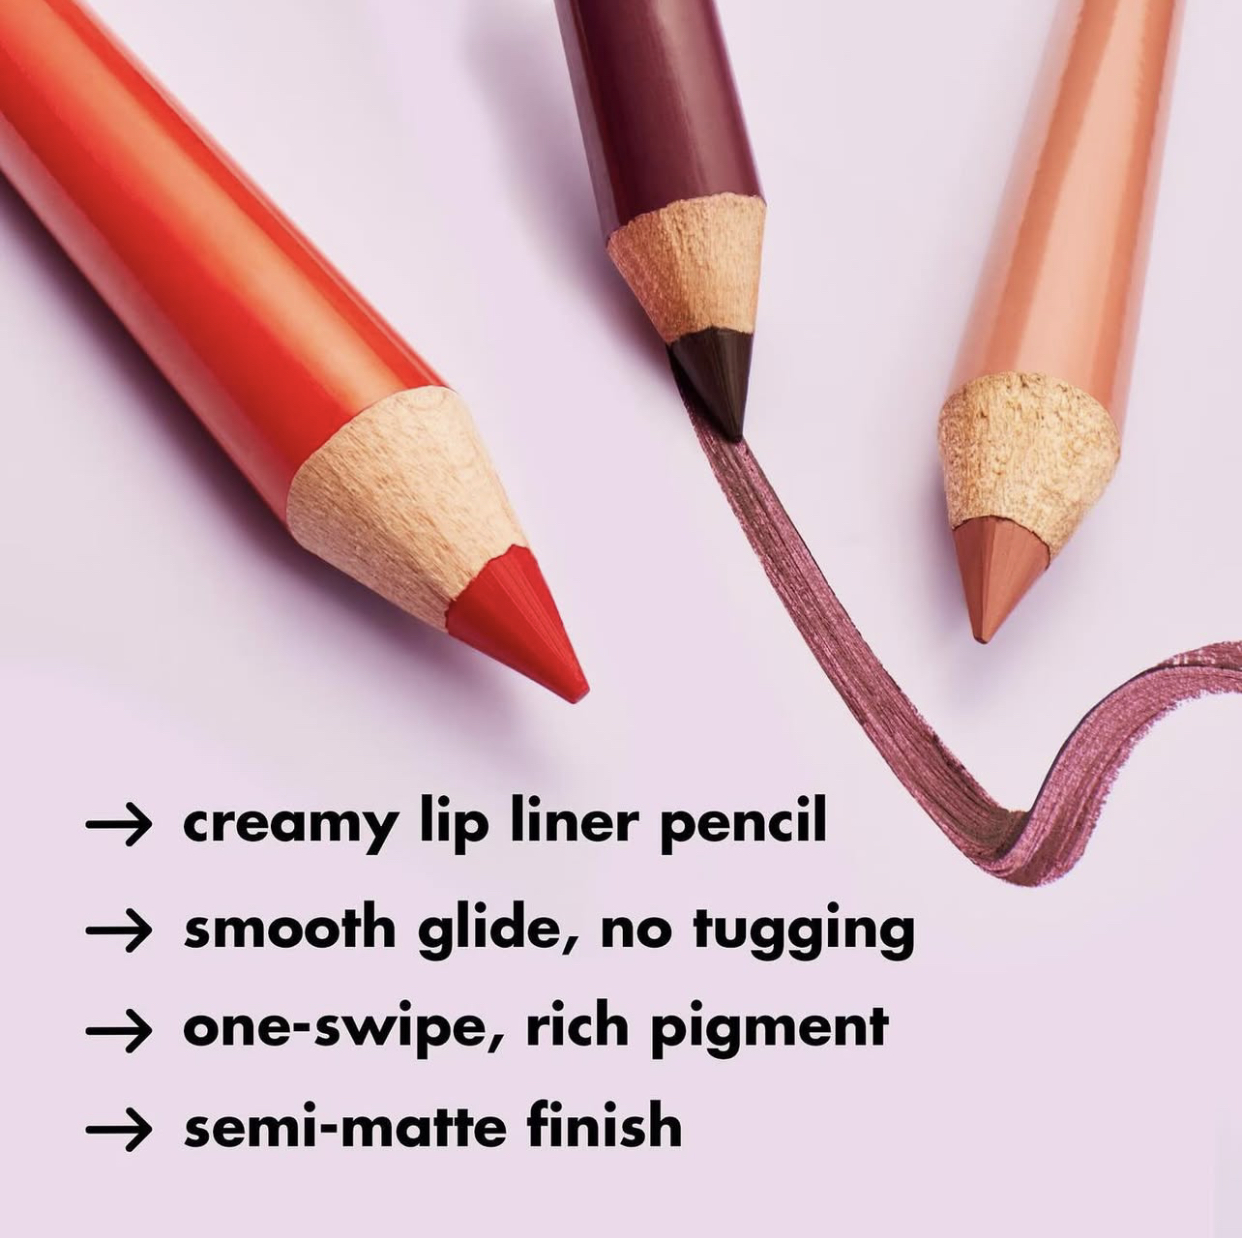 → creamy lip liner pencil
→ smooth glide, no tugging
→ one-swipe, rich pigment
→ semi-matte finish